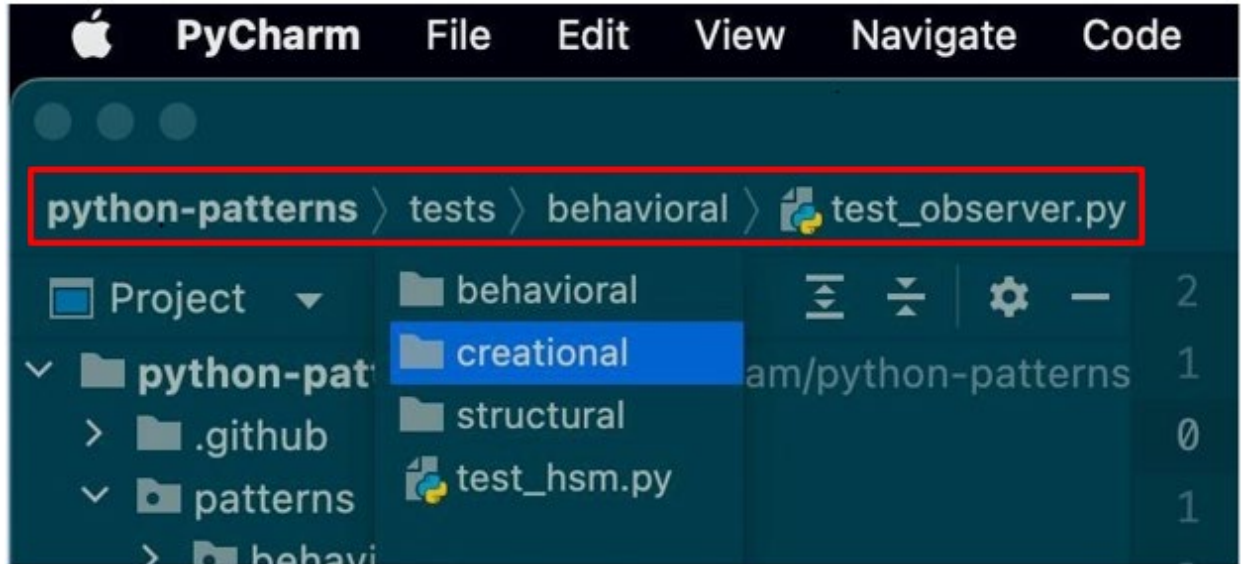 PyCharm File Edit View Navigate Code
python-patterns 〉 tests 〉 behavioral 〉 test_observer.py
Project behavioral 2
creational
python-pat am/python-patterns 1
structural
.github 0
test_hsm.py
patterns 1
behavi